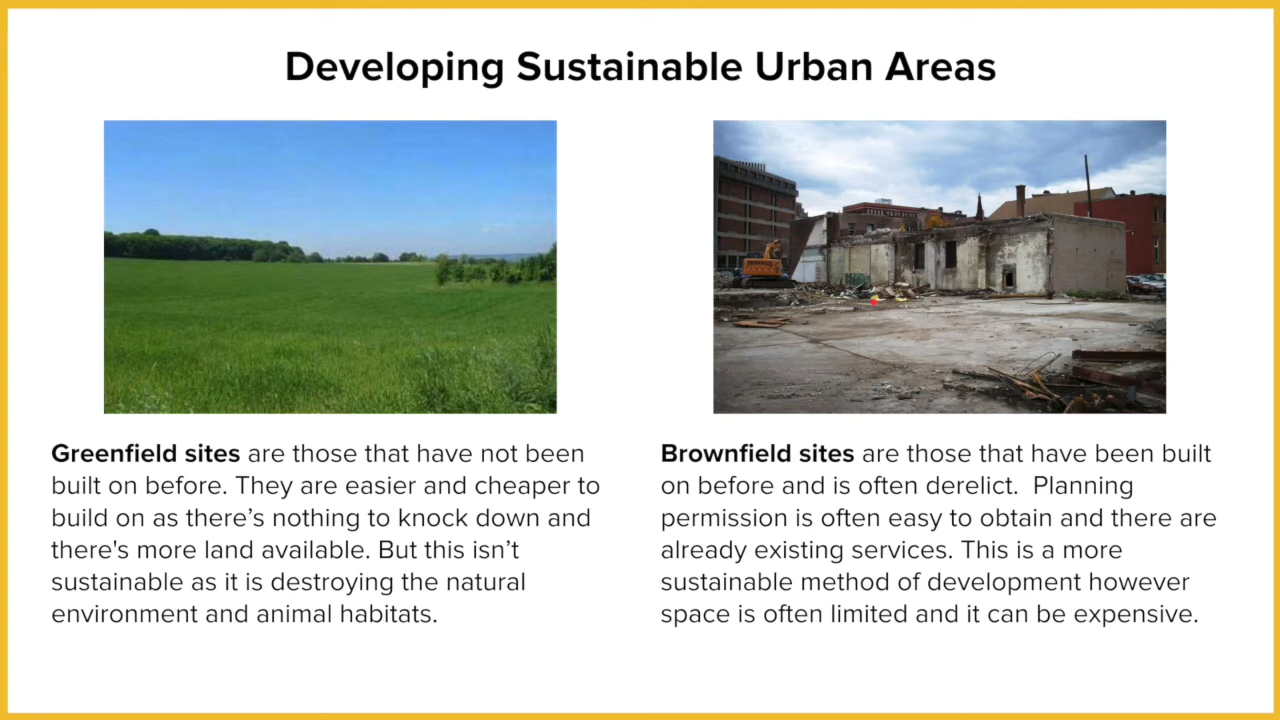 Developing Sustainable Urban Areas
Greenfield sites are those that have not been
built on before. They are easier and cheaper to
build on as there’s nothing to knock down and
there's more land available. But this isn’t
sustainable as it is destroying the natural
environment and animal habitats.
Brownfield sites are those that have been built
on before and is often derelict.  Planning
permission is often easy to obtain and there are
already existing services. This is a more
sustainable method of development however
space is often limited and it can be expensive.